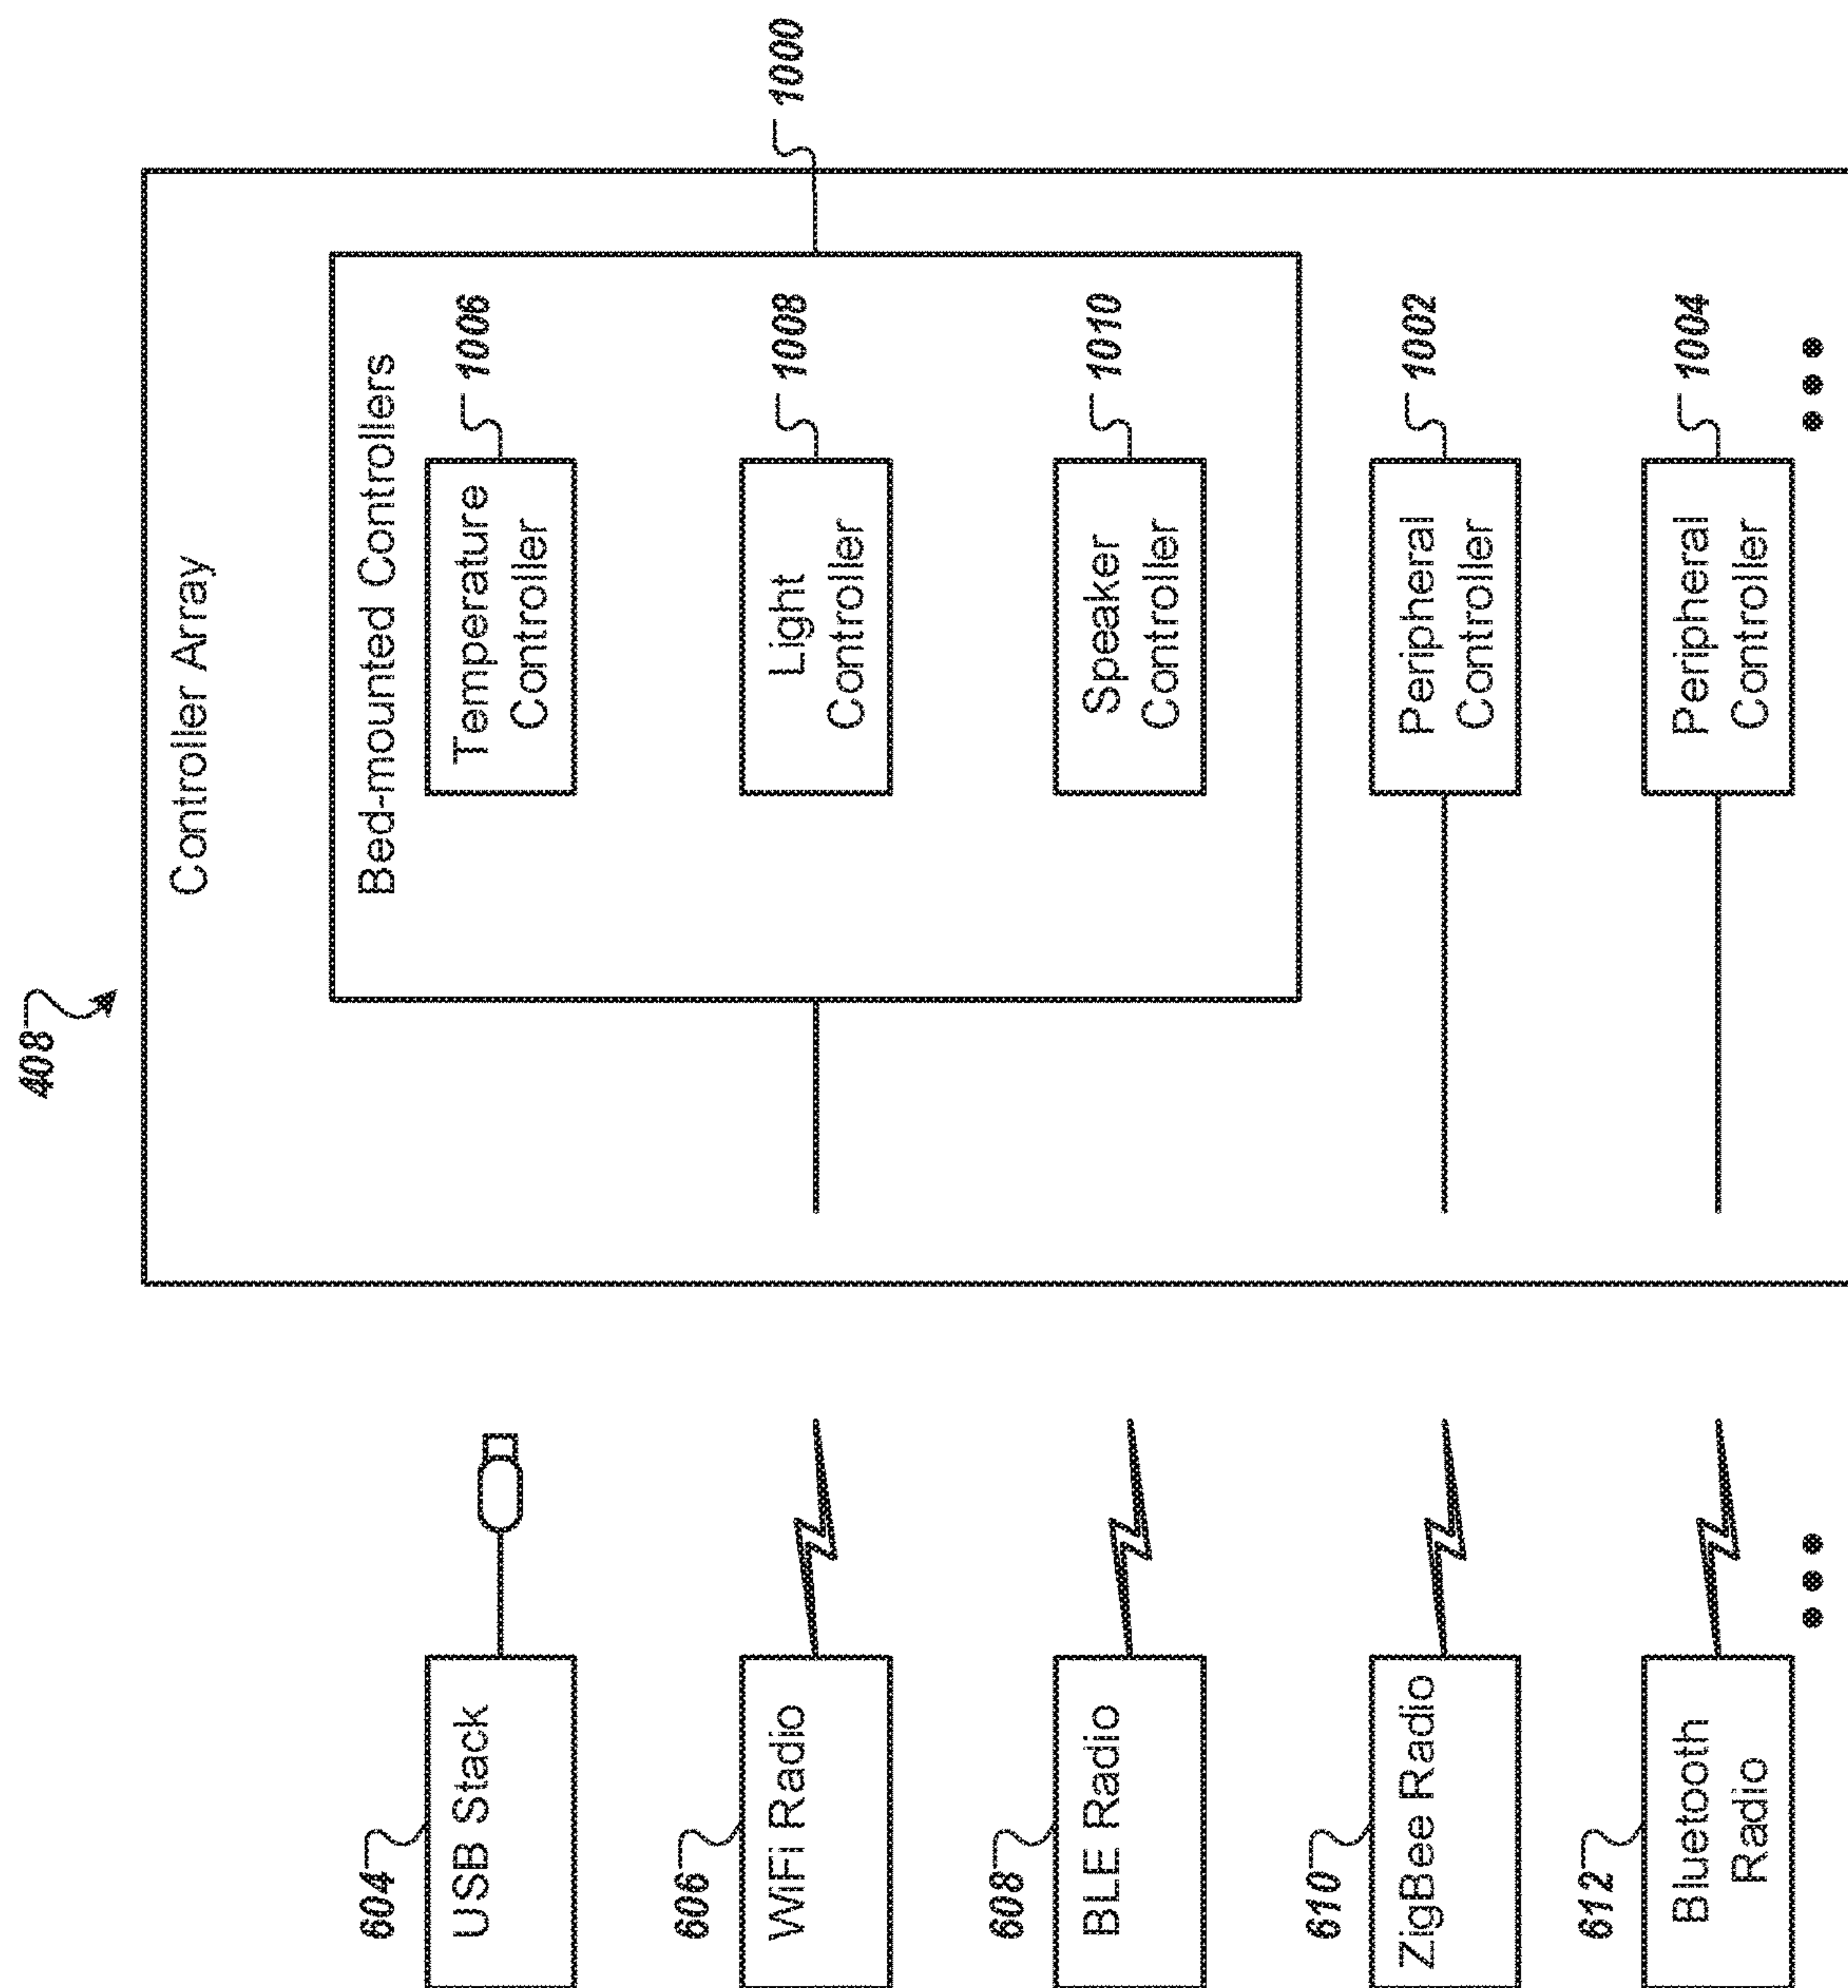 408
Controller Array
1000
Bed-mounted Controllers
604
USB Stack
Temperature
Controller
1006
606
WiFi Radio
Light
Controller
1008
608
BLE Radio
Speaker
Controller
1010
610
ZigBee Radio
Peripheral
Controller
1002
612
Bluetooth
Radio
Peripheral
Controller
1004